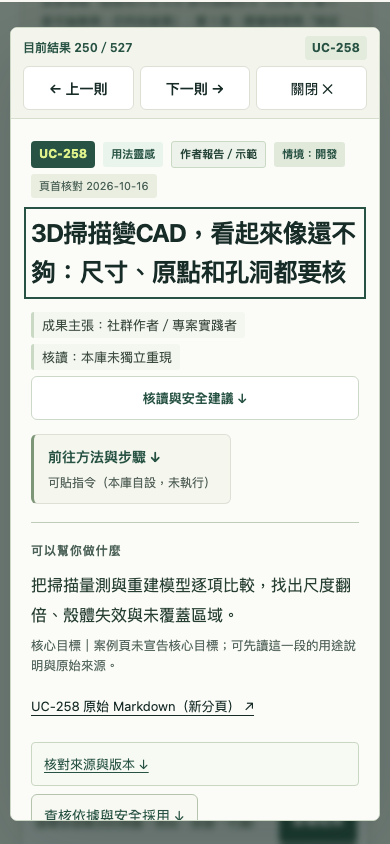 目前結果 250 / 527
UC-258
← 上一則
下一則 →
關閉 ✕
UC-258
用法靈感
作者報告 / 示範
情境：開發
頁首核對 2026-10-16
3D掃描變CAD，看起來像還不
夠：尺寸、原點和孔洞都要核
成果主張：社群作者 / 專案實踐者
核讀：本庫未獨立重現
核讀與安全建議 ↓
前往方法與步驟 ↓
可貼指令（本庫自設，未執行）
可以幫你做什麼
把掃描量測與重建模型逐項比較，找出尺度翻
倍、殼體失效與未覆蓋區域。
核心目標｜案例頁未宣告核心目標；可先讀這一段的用途說
明與原始來源。
UC-258 原始 Markdown（新分頁） ↗
核對來源與版本 ↓
查核依據與安全採用 ↓